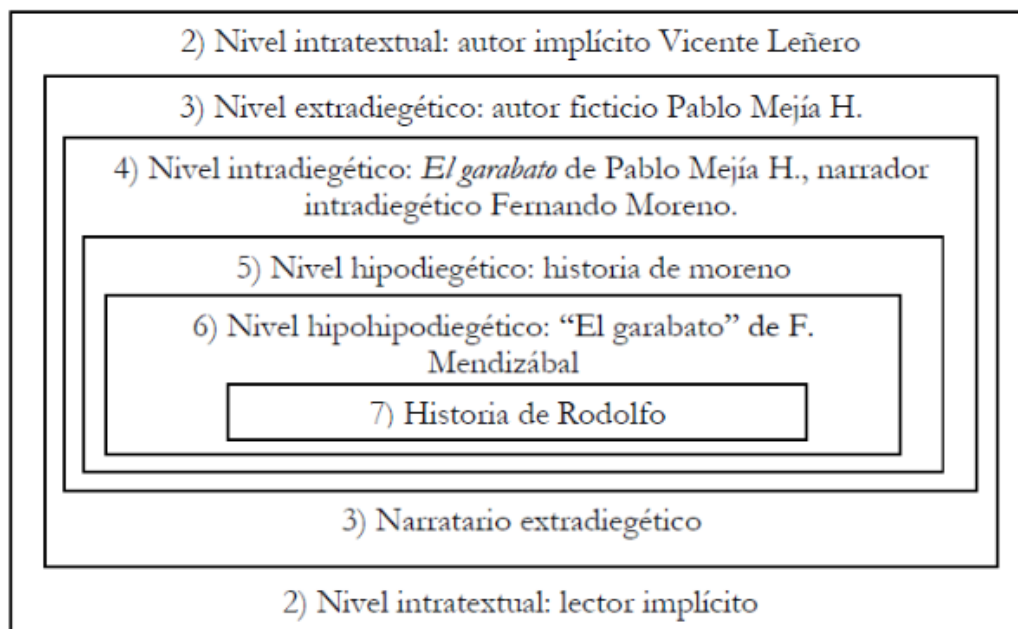 2) Nivel intratextual: autor implícito Vicente Leñero
3) Nivel extradiegético: autor ficticio Pablo Mejía H.
4) Nivel intradiegético: El garabato de Pablo Mejía H., narrador
intradiegético Fernando Moreno.
5) Nivel hipodiegético: historia de moreno
6) Nivel hipohipodiegético: “El garabato” de F.
Mendizábal
7) Historia de Rodolfo
3) Narratario extradiegético
2) Nivel intratextual: lector implícito